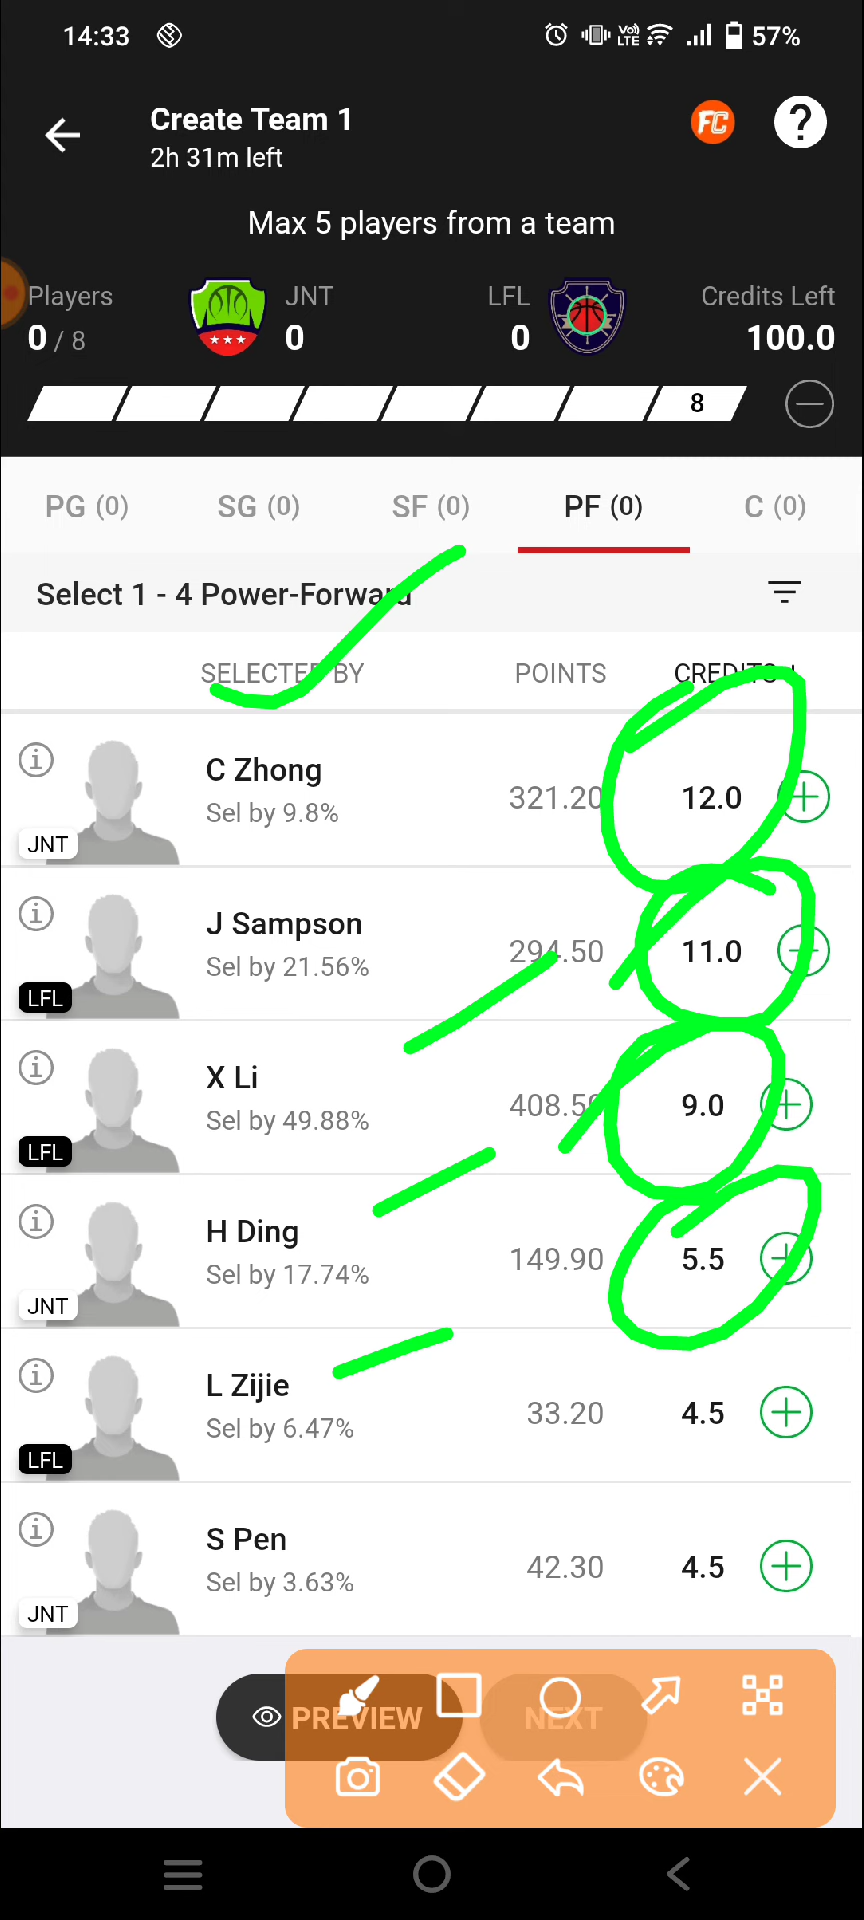 14:33 VoD LTE 57%
Create Team 1
2h 31m left
FC ?
Max 5 players from a team
Players JNT LFL Credits Left
0 / 8 0 0 100.0
8
PG (0) SG (0) SF (0) PF (0) C (0)
Select 1 - 4 Power-Forward
SELECTED BY POINTS CREDITS
C Zhong
Sel by 9.8%
321.20 12.0
JNT
J Sampson
Sel by 21.56%
294.50 11.0
LFL
X Li
Sel by 49.88%
408.50 9.0
LFL
H Ding
Sel by 17.74%
149.90 5.5
JNT
L Zijie
Sel by 6.47%
33.20 4.5
LFL
S Pen
Sel by 3.63%
42.30 4.5
JNT
PREVIEW NEXT